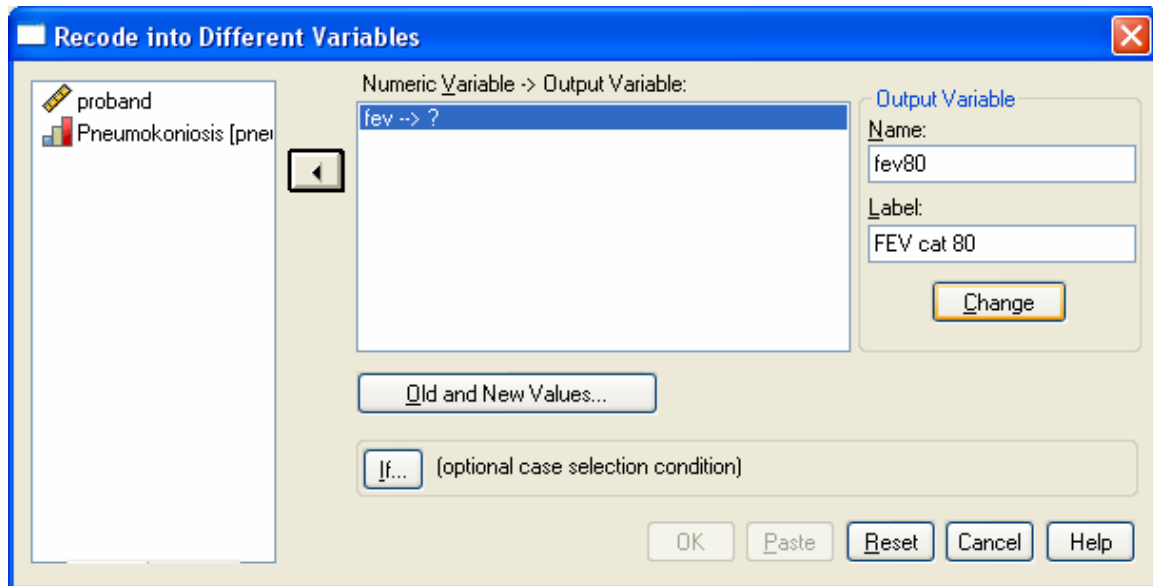 Recode into Different Variables
proband
Pneumokoniosis [pneu
Numeric Variable -> Output Variable:
fev --> ?
Output Variable
Name:
fev80
Label:
FEV cat 80
Change
Old and New Values...
If... (optional case selection condition)
OK Paste Reset Cancel Help